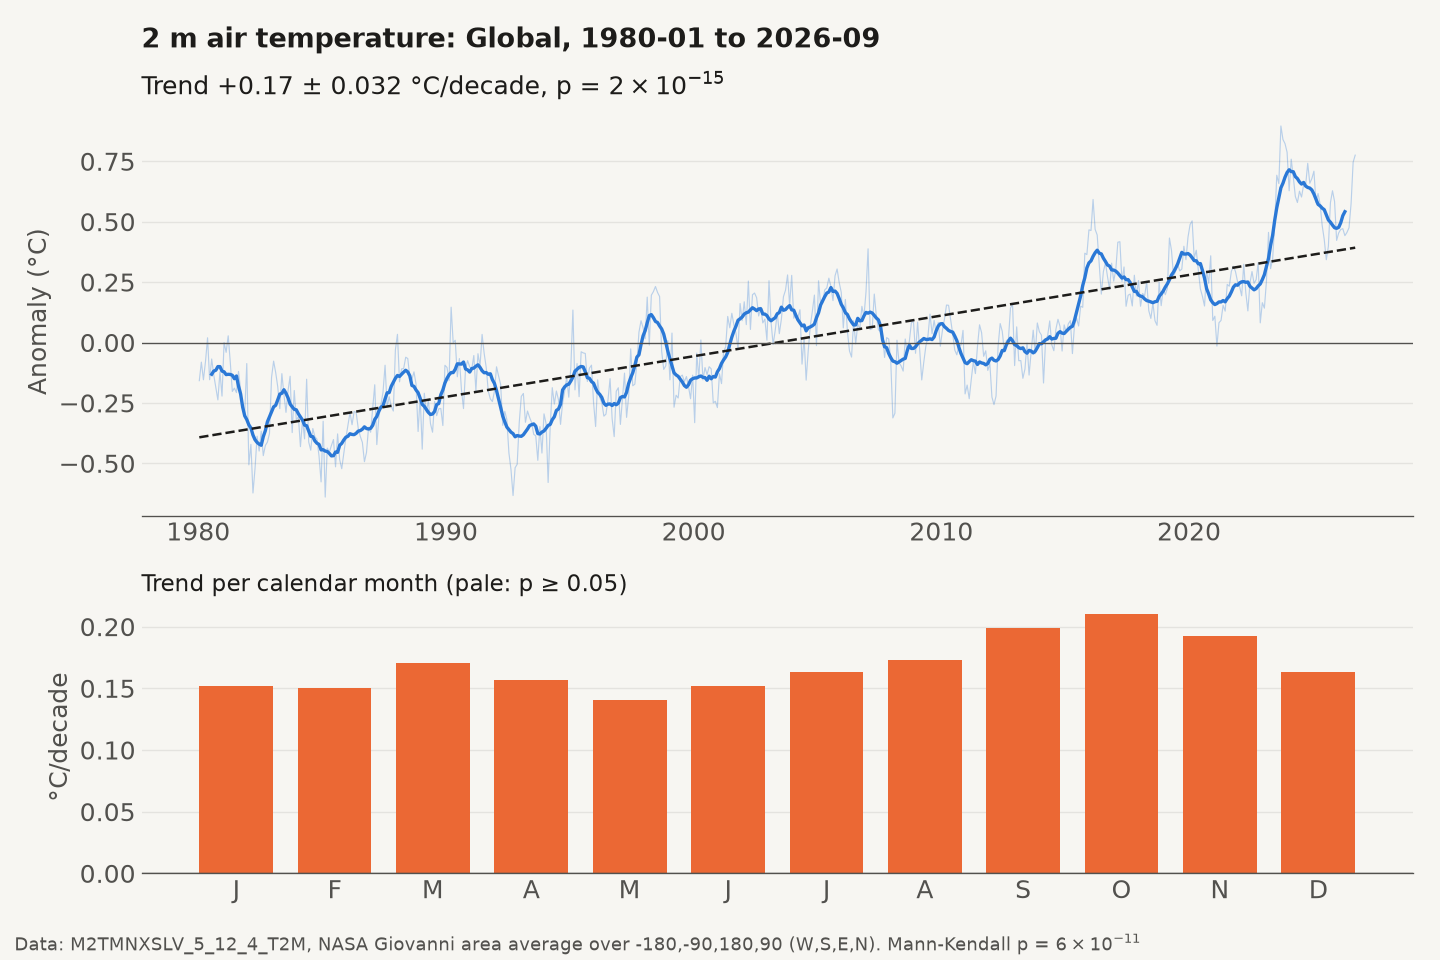 2 m air temperature: Global, 1980-01 to 2026-09
Trend +0.17 ± 0.032 °C/decade, p = 2 × 10⁻¹⁵
Anomaly (°C)
0.75
0.50
0.25
0.00
−0.25
−0.50
1980 1990 2000 2010 2020
Trend per calendar month (pale: p ≥ 0.05)
°C/decade
0.20
0.15
0.10
0.05
0.00
J F M A M J J A S O N D
Data: M2TMNXSLV_5_12_4_T2M, NASA Giovanni area average over -180,-90,180,90 (W,S,E,N). Mann-Kendall p = 6 × 10⁻¹¹